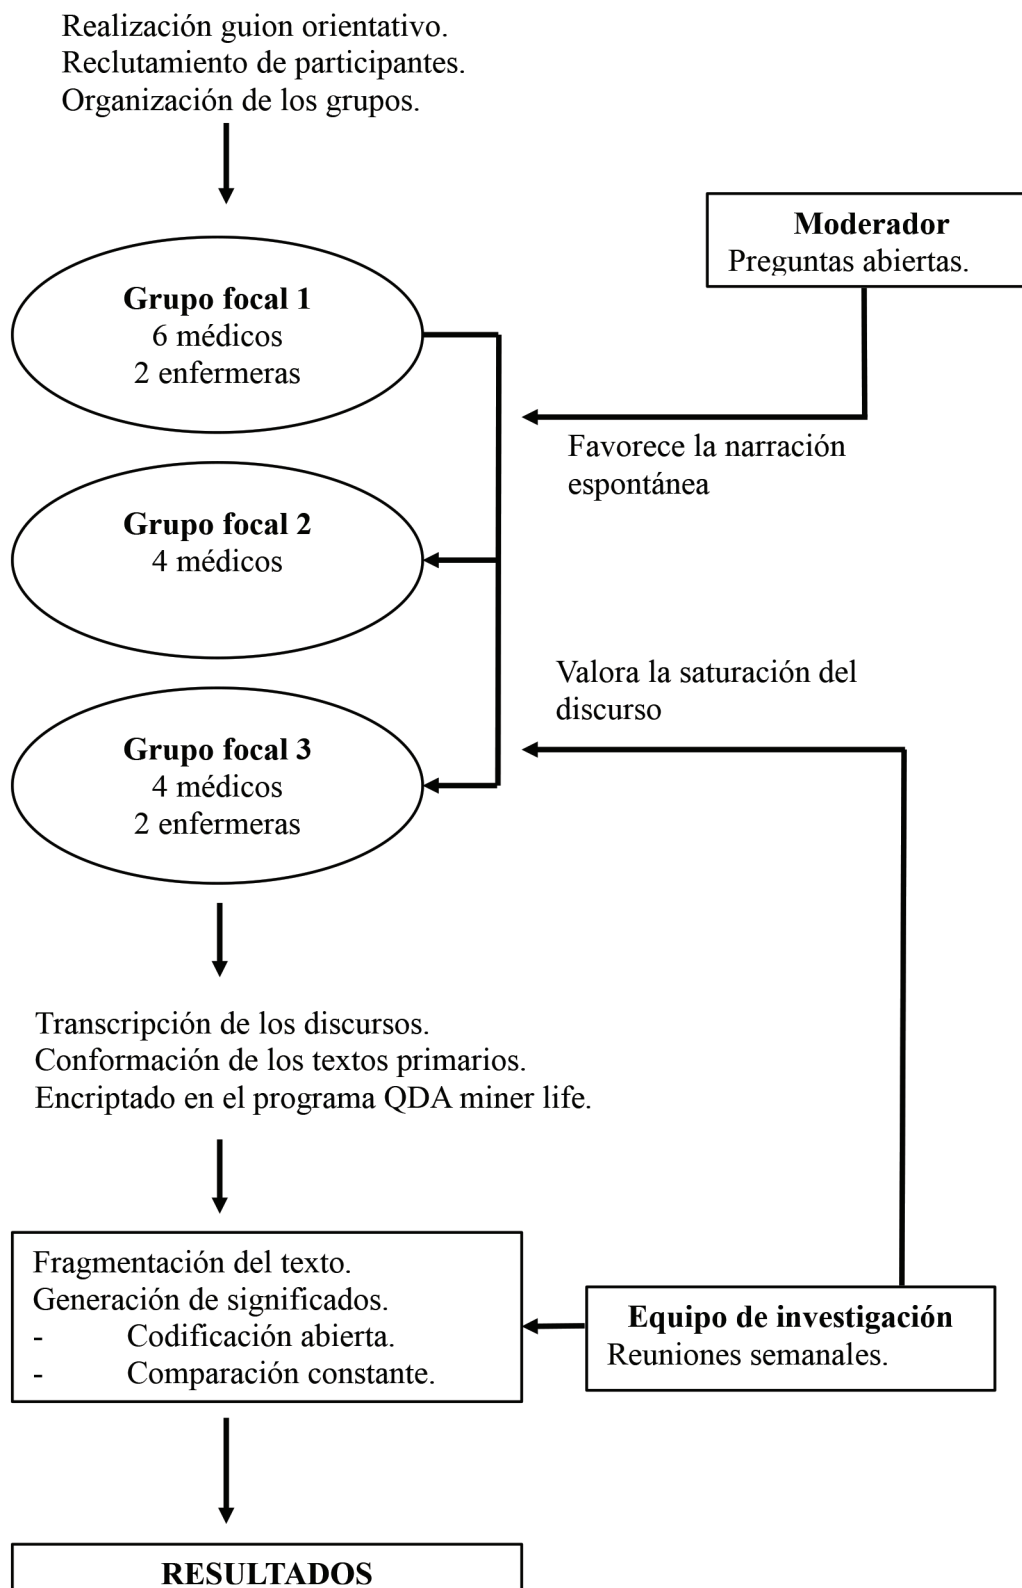 Realización guion orientativo.
Reclutamiento de participantes.
Organización de los grupos.
Moderador
Preguntas abiertas.
Grupo focal 1
6 médicos
2 enfermeras
Favorece la narración
espontánea
Grupo focal 2
4 médicos
Valora la saturación del
discurso
Grupo focal 3
4 médicos
2 enfermeras
Transcripción de los discursos.
Conformación de los textos primarios.
Encriptado en el programa QDA miner life.
Fragmentación del texto.
Generación de significados.
- Codificación abierta.
- Comparación constante.
Equipo de investigación
Reuniones semanales.
RESULTADOS